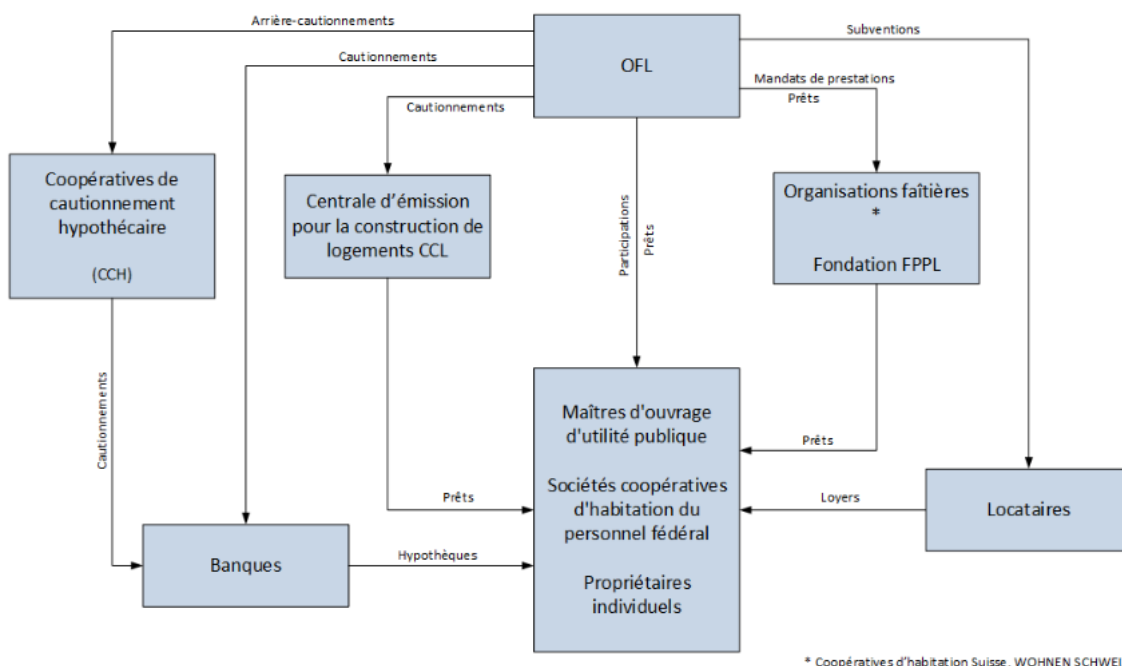 Arrière-cautionnements
Subventions
Cautionnements
OFL
Mandats de prestations
Prêts
Cautionnements
Coopératives de
cautionnement
hypothécaire
(CCH)
Centrale d'émission
pour la construction de
logements CCL
Participations
Prêts
Organisations faîtières
*
Fondation FPPL
Cautionnements
Maîtres d'ouvrage
d'utilité publique
Sociétés coopératives
d'habitation du
personnel fédéral
Propriétaires
individuels
Prêts
Prêts
Loyers
Locataires
Banques
Hypothèques
* Coopératives d'habitation Suisse, WOHNEN SCHWEI